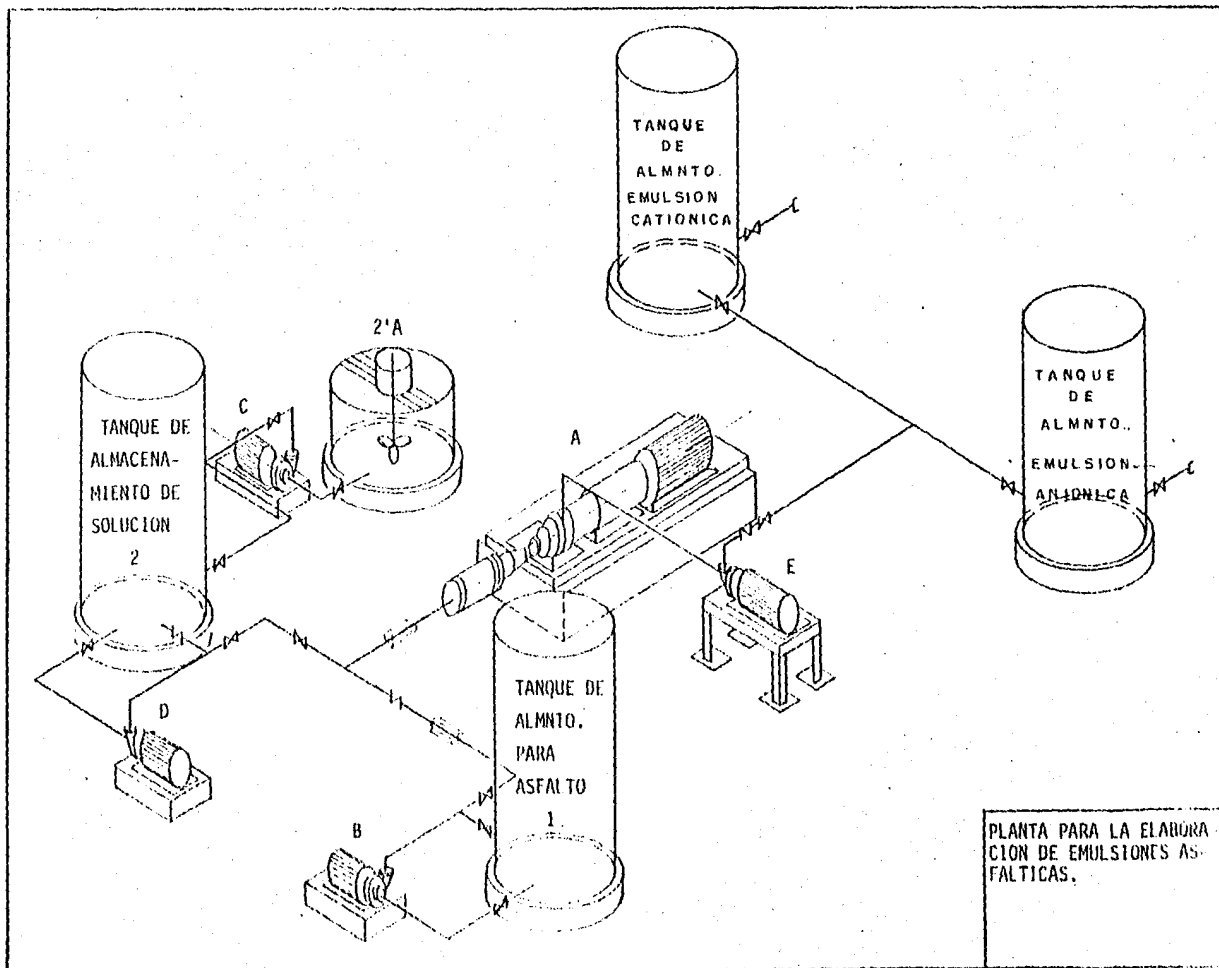 TANQUE
DE
ALMNTO.
EMULSION
CATIONICA
TANQUE
DE
ALMNTO..
EMULSION
ANIONICA
2'A
C
A
TANQUE DE
ALMACENA-
MIENTO DE
SOLUCION
2
E
D
TANQUE DE
ALMNTO.
PARA
ASFALTO
1
B
PLANTA PARA LA ELABORA-
CION DE EMULSIONES AS-
FALTICAS.